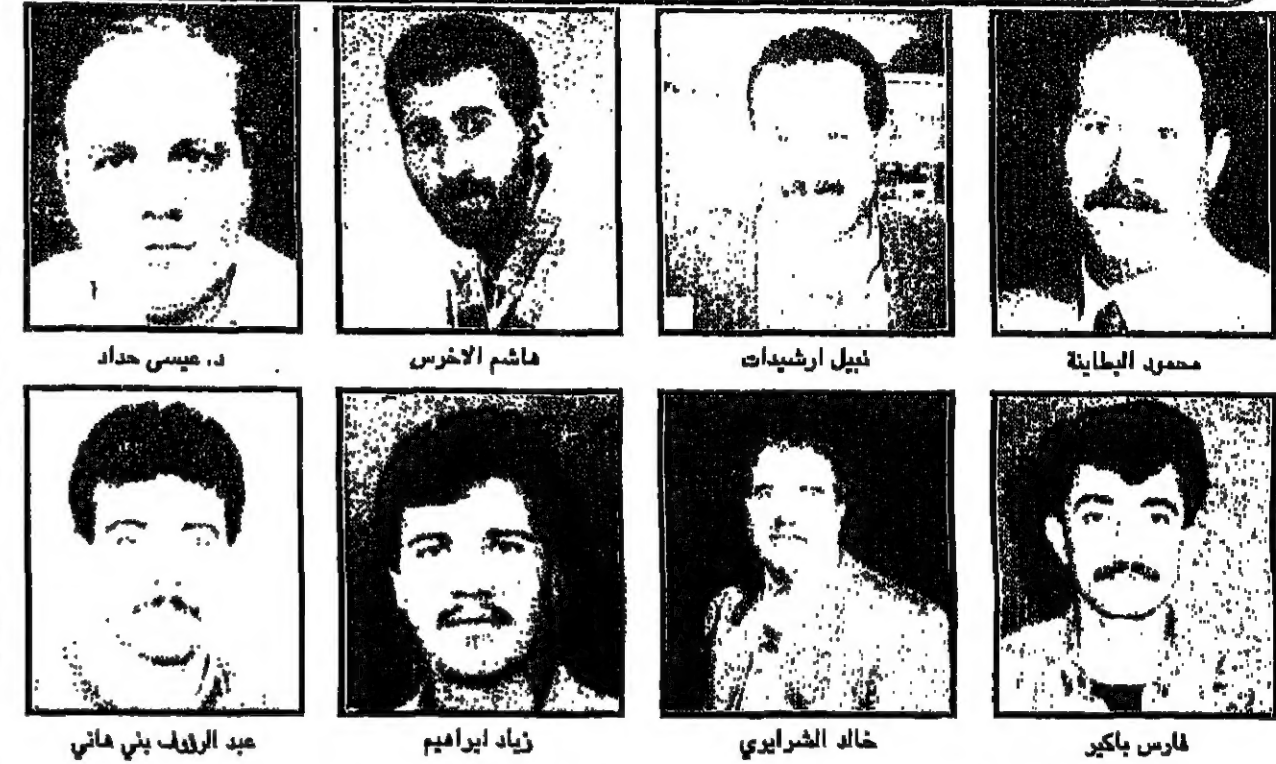 محمود البطاينة نبيل ارشيدات هاشم الاخرس د. عيسى حداد
فارس باكير خالد الشرايري زياد ابراهيم عبد الرؤوف بني هاني